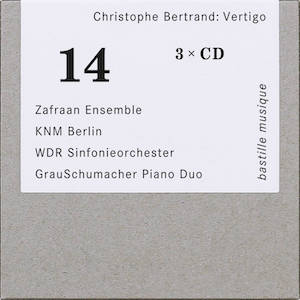 Christophe Bertrand: Vertigo
14
3 × CD
Zafraan Ensemble
KNM Berlin
WDR Sinfonieorchester
GrauSchumacher Piano Duo
bastille musique